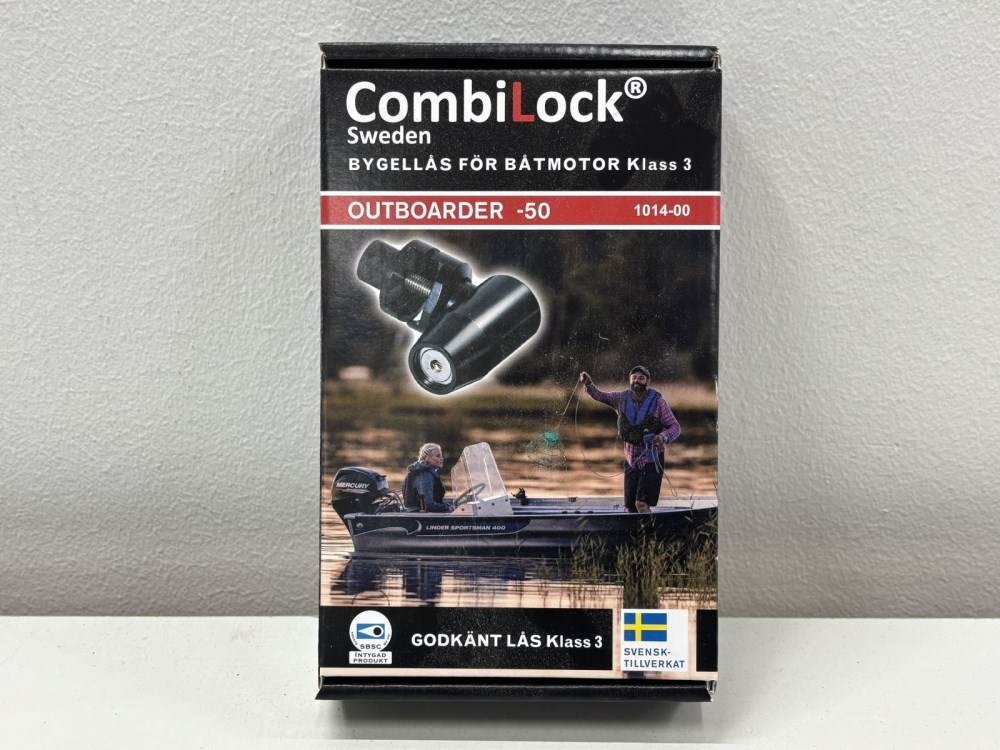 CombiLock®
Sweden
BYGELLÅS FÖR BÅTMOTOR Klass 3
OUTBOARDER -50
1014-00
MERCURY
LINDER SPORTSMAN 400
SBSC
INTYGAD
PRODUKT
GODKÄNT LÅS Klass 3
SVENSK-
TILLVERKAT